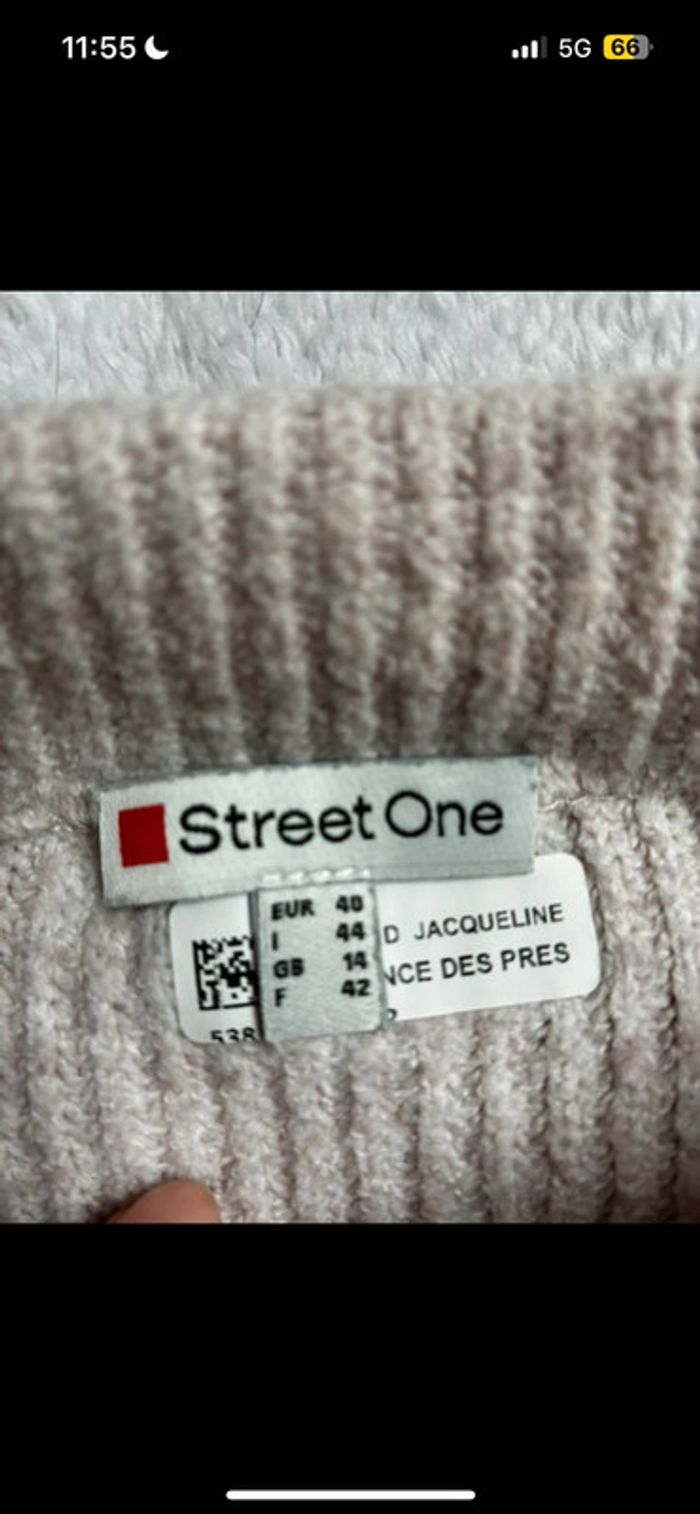 11:55
5G 66
Street One
EUR 40
I 44
GB 14
F 42
D JACQUELINE
NCE DES PRES
538